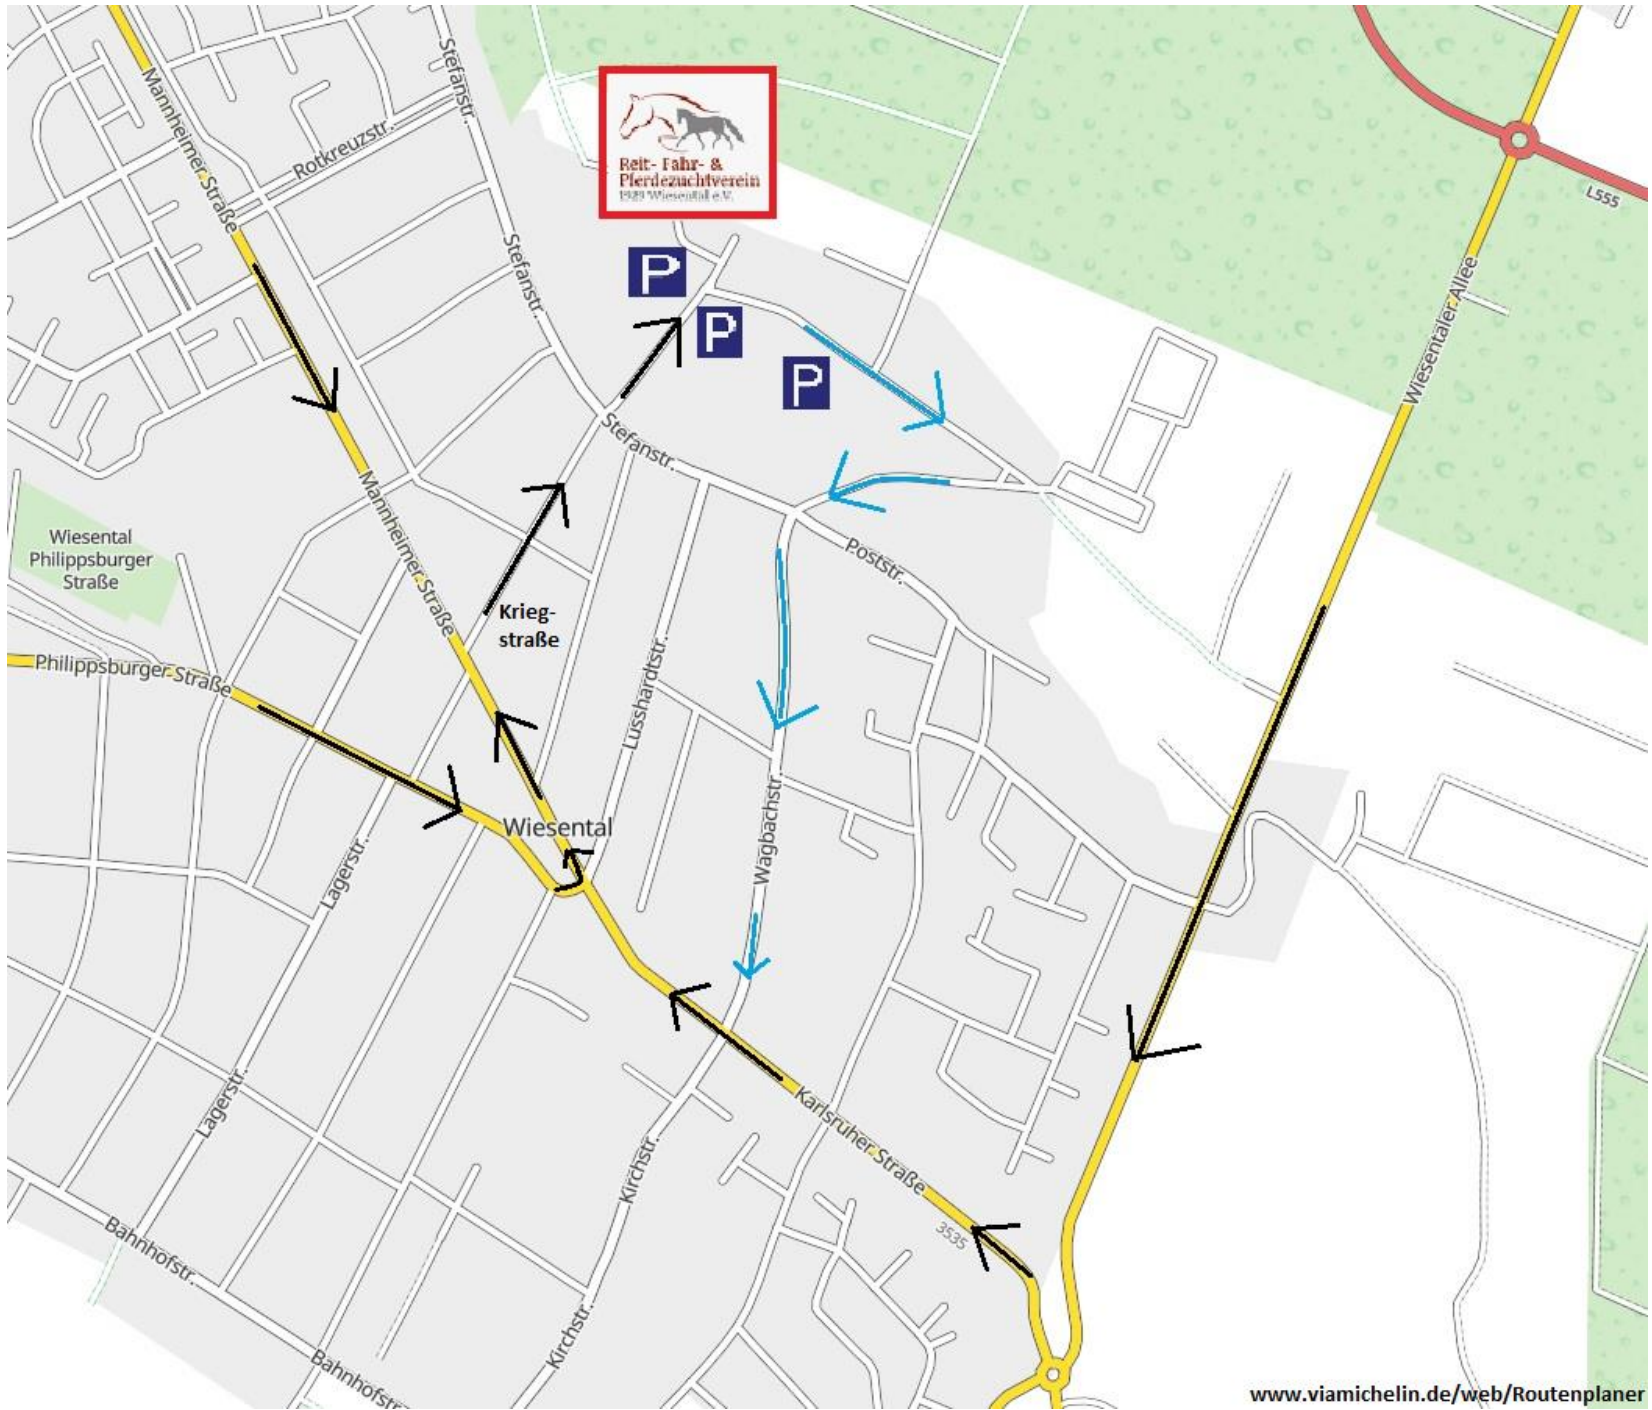 Stefanstr.
Mannheimer Straße
Rotkreuzstr.
Reit- Fahr- &
Pferdezuchtverein
1929 Wiesental e.V.
L555
Stefanstr.
P
P
P
Wiesentaler Allee
Stefanstr.
Mannheimer Straße
Wiesental
Philippsburger
Straße
Poststr.
Krieg-
straße
Philippsburger Straße
Lusshardtstr.
Wiesental
Wagbachstr.
Lagerstr.
Lagerstr.
Karlsruher Straße
Kirchstr.
3535
Bahnhofstr.
Kirchstr.
Bahnhofstr.
www.viamichelin.de/web/Routenplaner